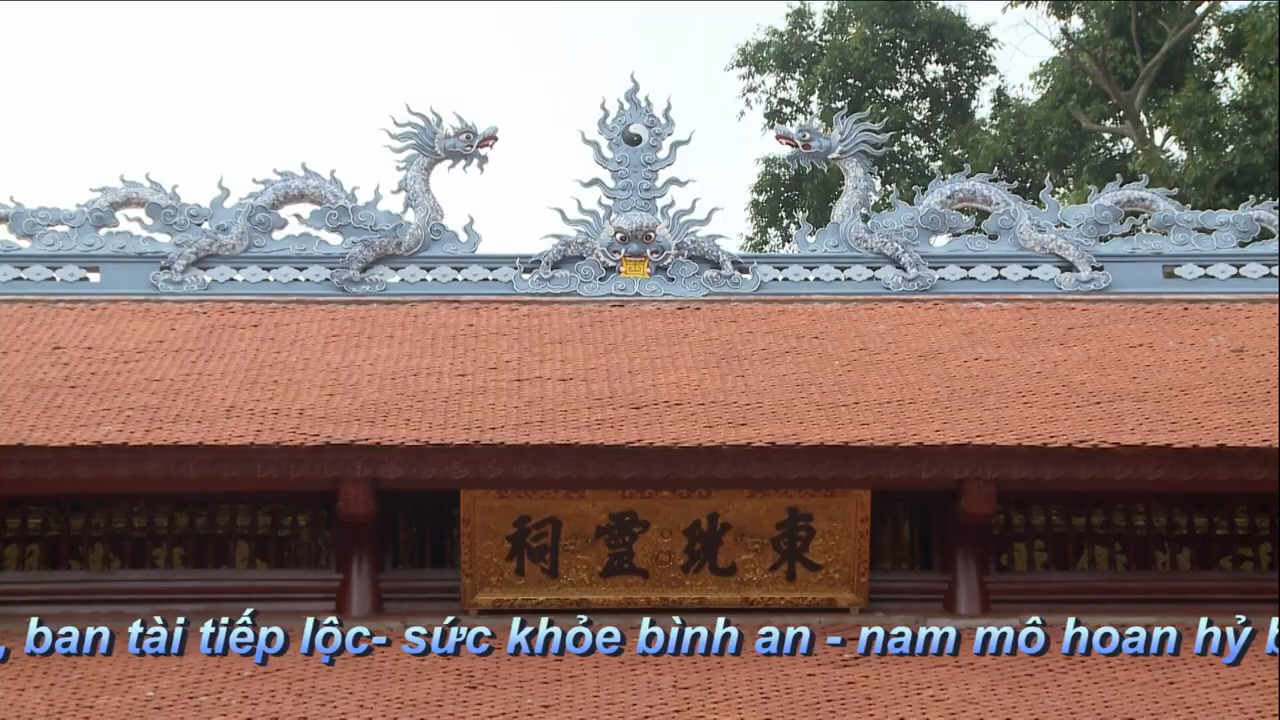 東珖靈祠
, ban tài tiếp lộc- sức khỏe bình an - nam mô hoan hỷ b